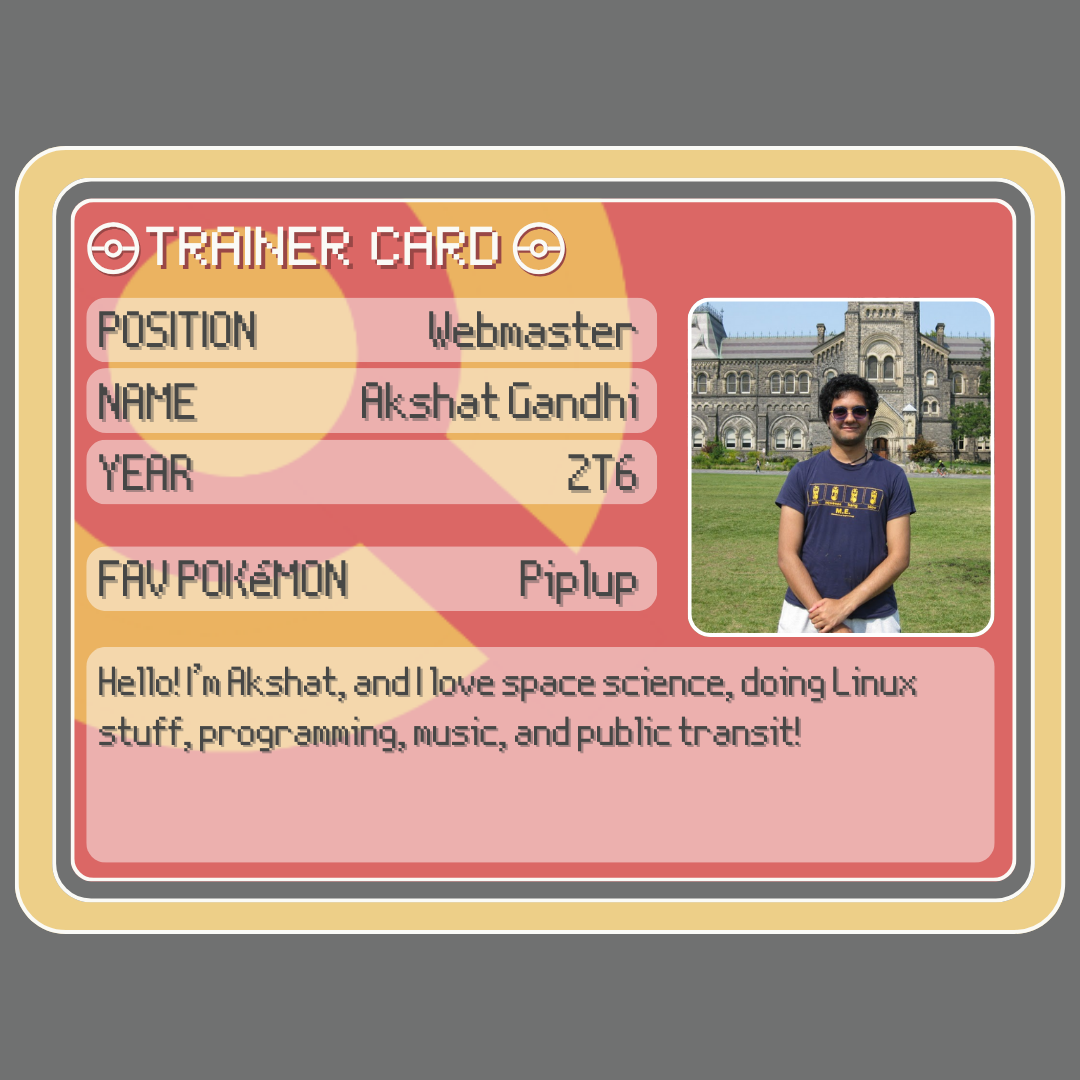 TRAINER CARD
POSITION Webmaster
NAME Akshat Gandhi
YEAR 2T6
FAV POKéMON Piplup
Hello! I'm Akshat, and I love space science, doing Linux
stuff, programming, music, and public transit!
M.E.